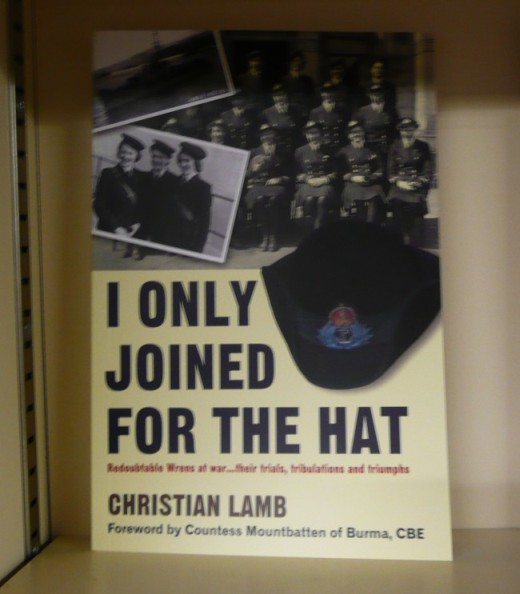 I ONLY
JOINED
FOR THE HAT
Redoubtable Wrens at war...their trials, tribulations and triumphs
CHRISTIAN LAMB
Foreword by Countess Mountbatten of Burma, CBE